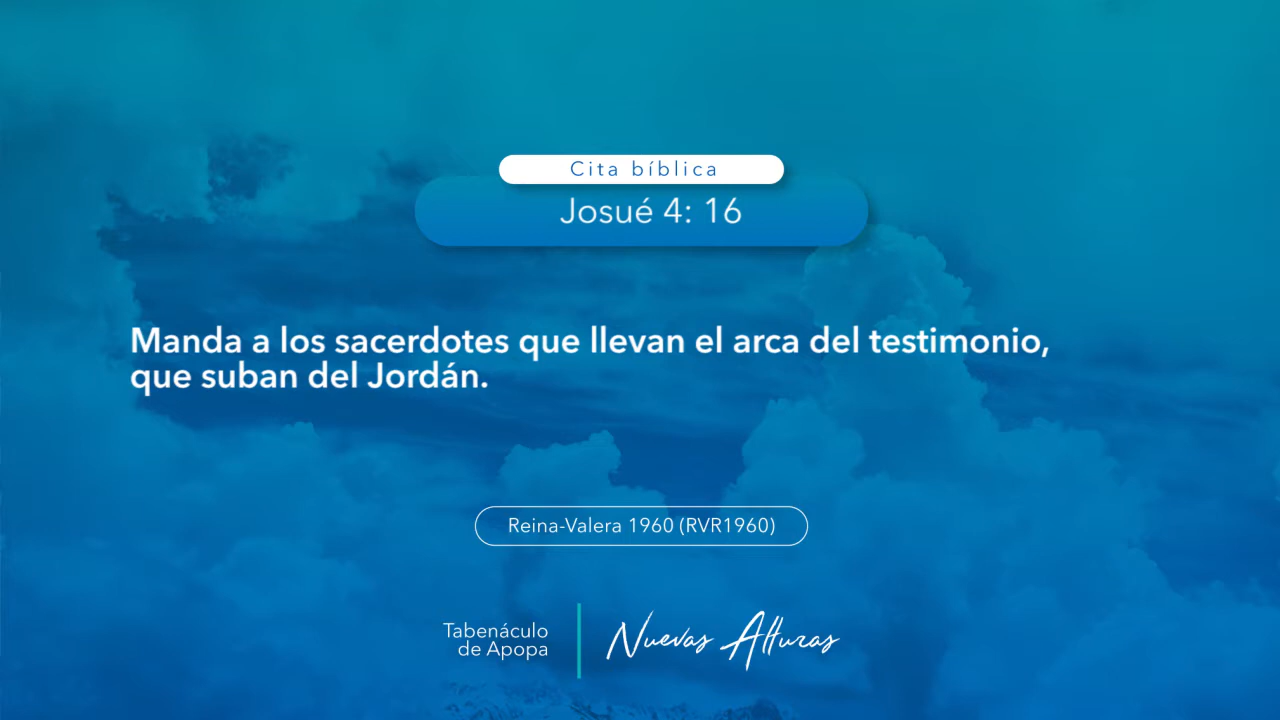 Cita bíblica
Josué 4: 16
Manda a los sacerdotes que llevan el arca del testimonio,
que suban del Jordán.
Reina-Valera 1960 (RVR1960)
Tabenáculo
de Apopa
Nuevas Alturas